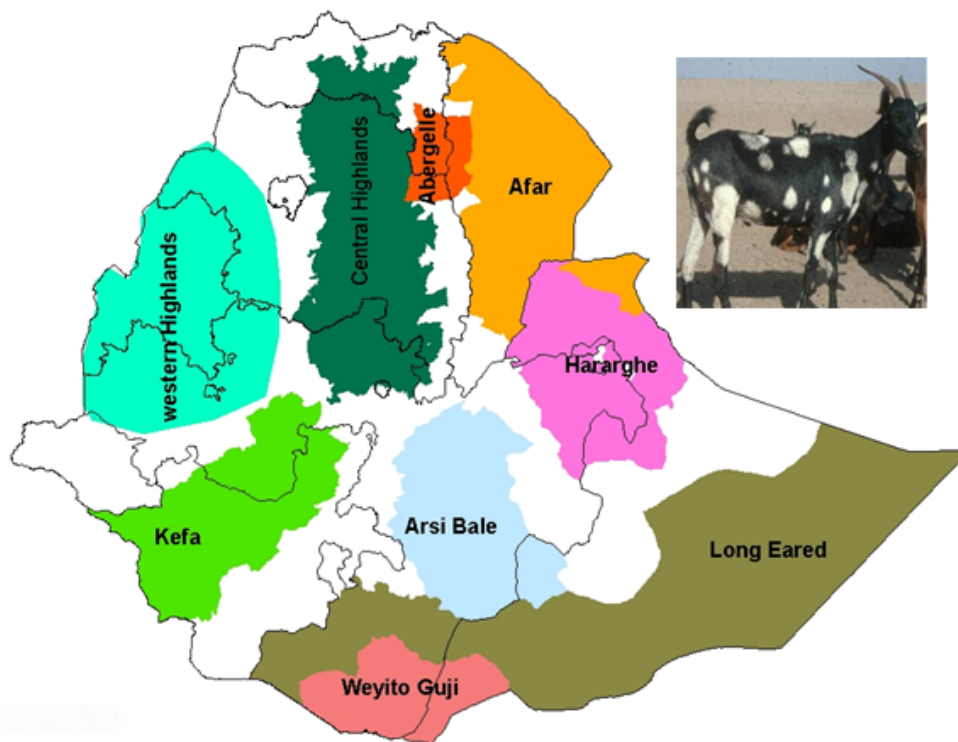 Central Highlands
Abergelle
Afar
western Highlands
Hararghe
Kefa
Arsi Bale
Long Eared
Weyito Guji